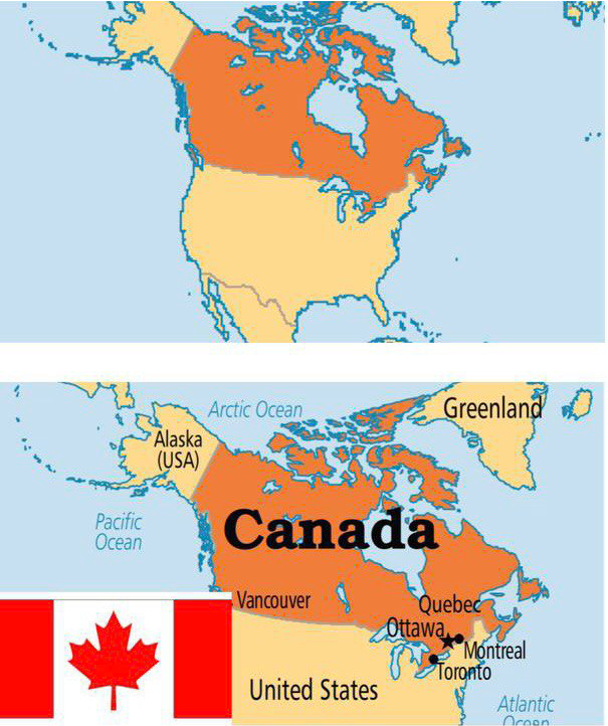 Arctic Ocean
Greenland
Alaska
(USA)
Pacific
Ocean
Canada
Vancouver
Quebec
Ottawa
Montreal
Toronto
United States
Atlantic
Ocean